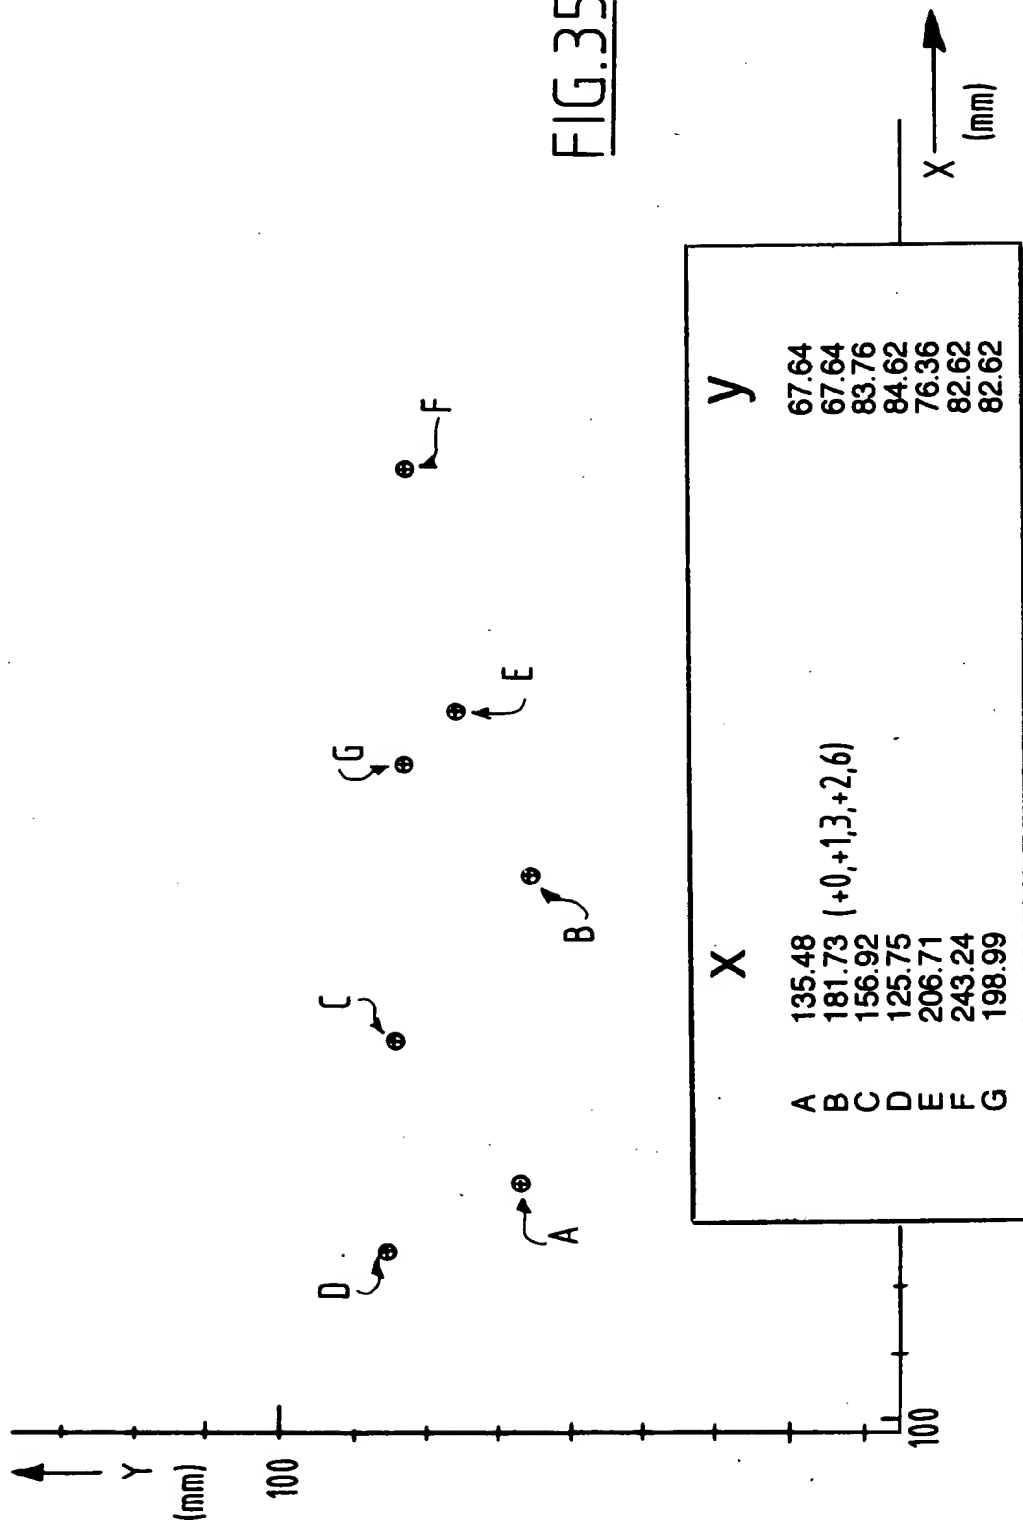 FIG.35
Y
(mm)
100
100
X
(mm)
D
C
G
F
E
B
A
X y
A 135.48 67.64
B 181.73 (+0,+1,3,+2,6) 67.64
C 156.92 83.76
D 125.75 84.62
E 206.71 76.36
F 243.24 82.62
G 198.99 82.62